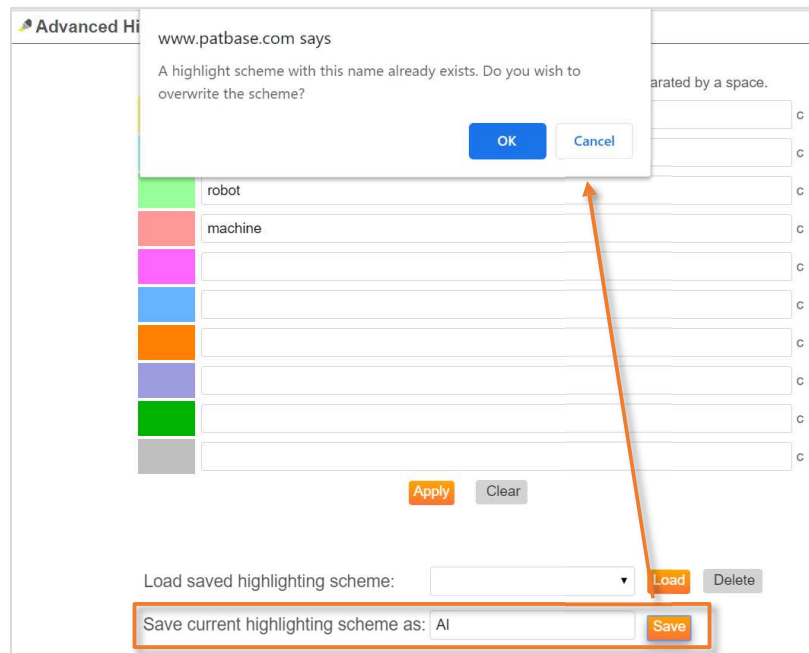 Advanced Hi
www.patbase.com says
A highlight scheme with this name already exists. Do you wish to
overwrite the scheme?
arated by a space.
OK Cancel
c
c
robot c
machine c
c
c
c
c
c
c
Apply Clear
Load saved highlighting scheme: Load Delete
Save current highlighting scheme as: AI Save